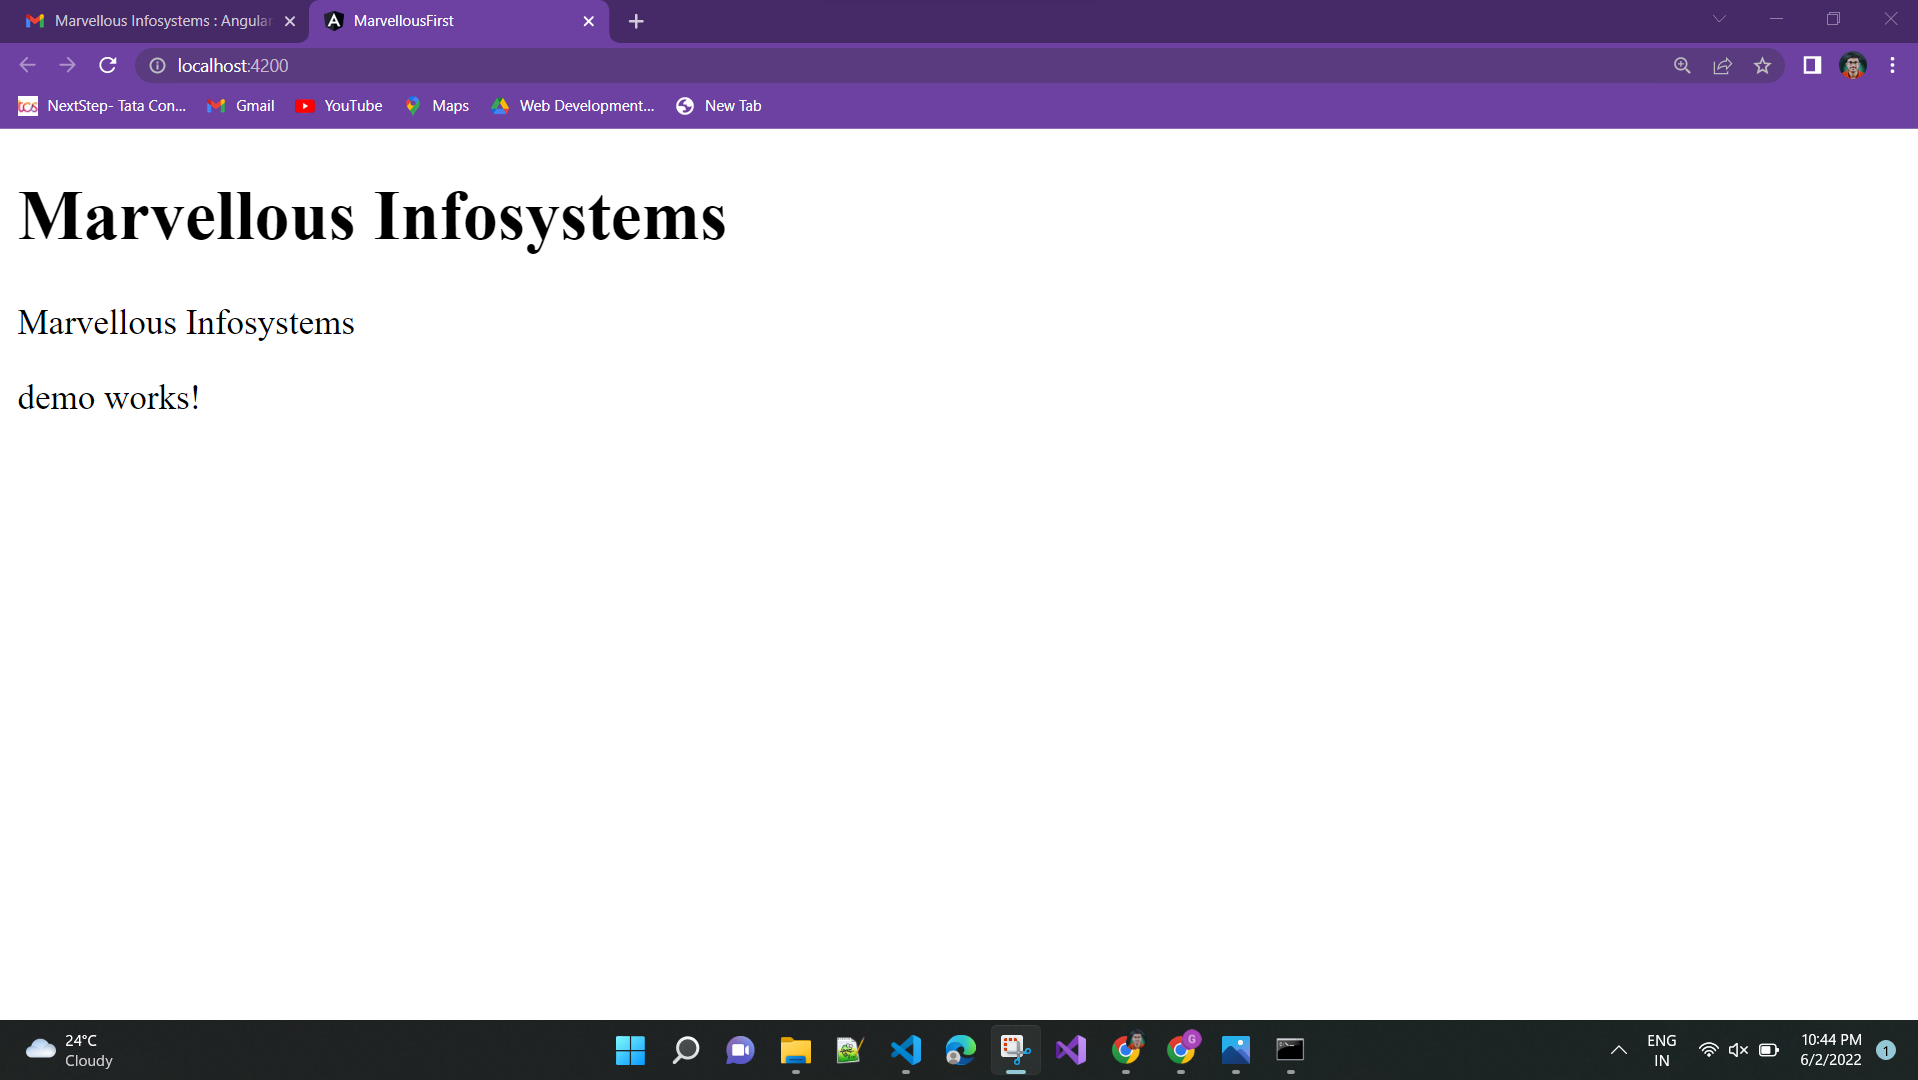 Marvellous Infosystems : Angular
MarvellousFirst
localhost:4200
tcs NextStep- Tata Con... Gmail YouTube Maps Web Development... New Tab
Marvellous Infosystems
Marvellous Infosystems
demo works!
24°C
Cloudy
G
ENG
IN
10:44 PM
6/2/2022
1